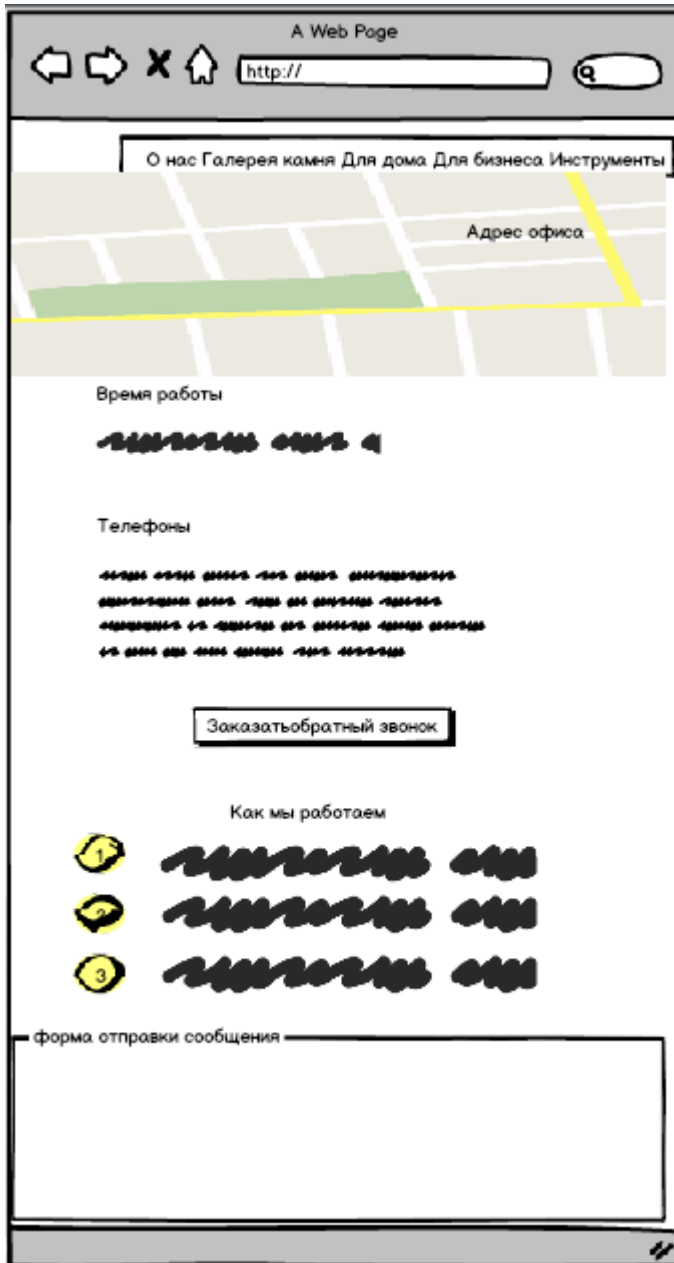 A Web Page
http://
О нас Галерея камня Для дома Для бизнеса Инструменты
Адрес офиса
Время работы
Телефоны
Заказатьобратный звонок
Как мы работаем
1
2
3
форма отправки сообщения